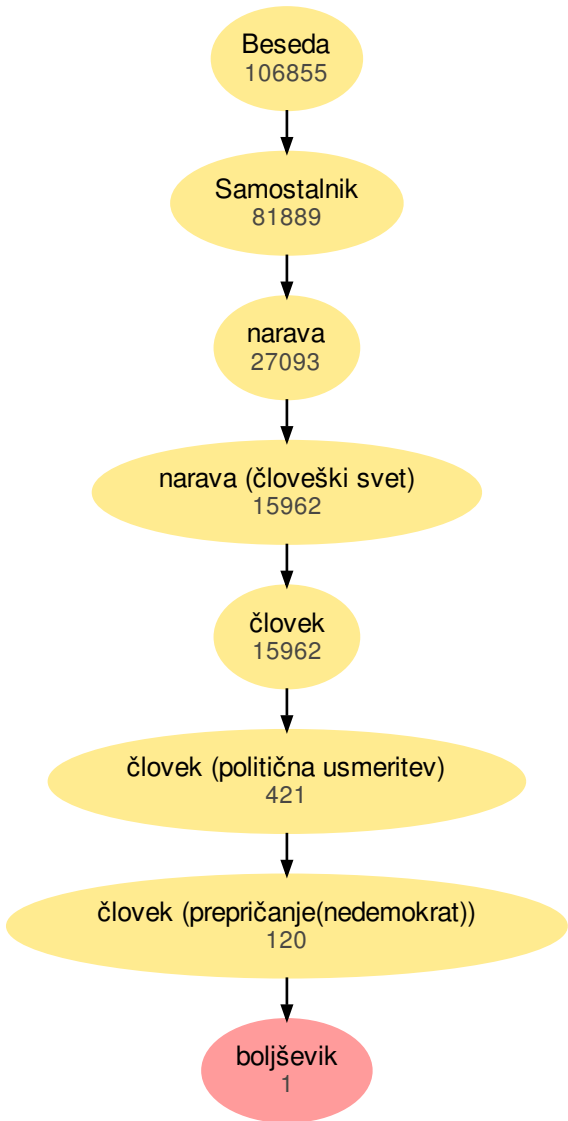 Beseda
106855
Samostalnik
81889
narava
27093
narava (človeški svet)
15962
človek
15962
človek (politična usmeritev)
421
človek (prepričanje(nedemokrat))
120
boljševik
1